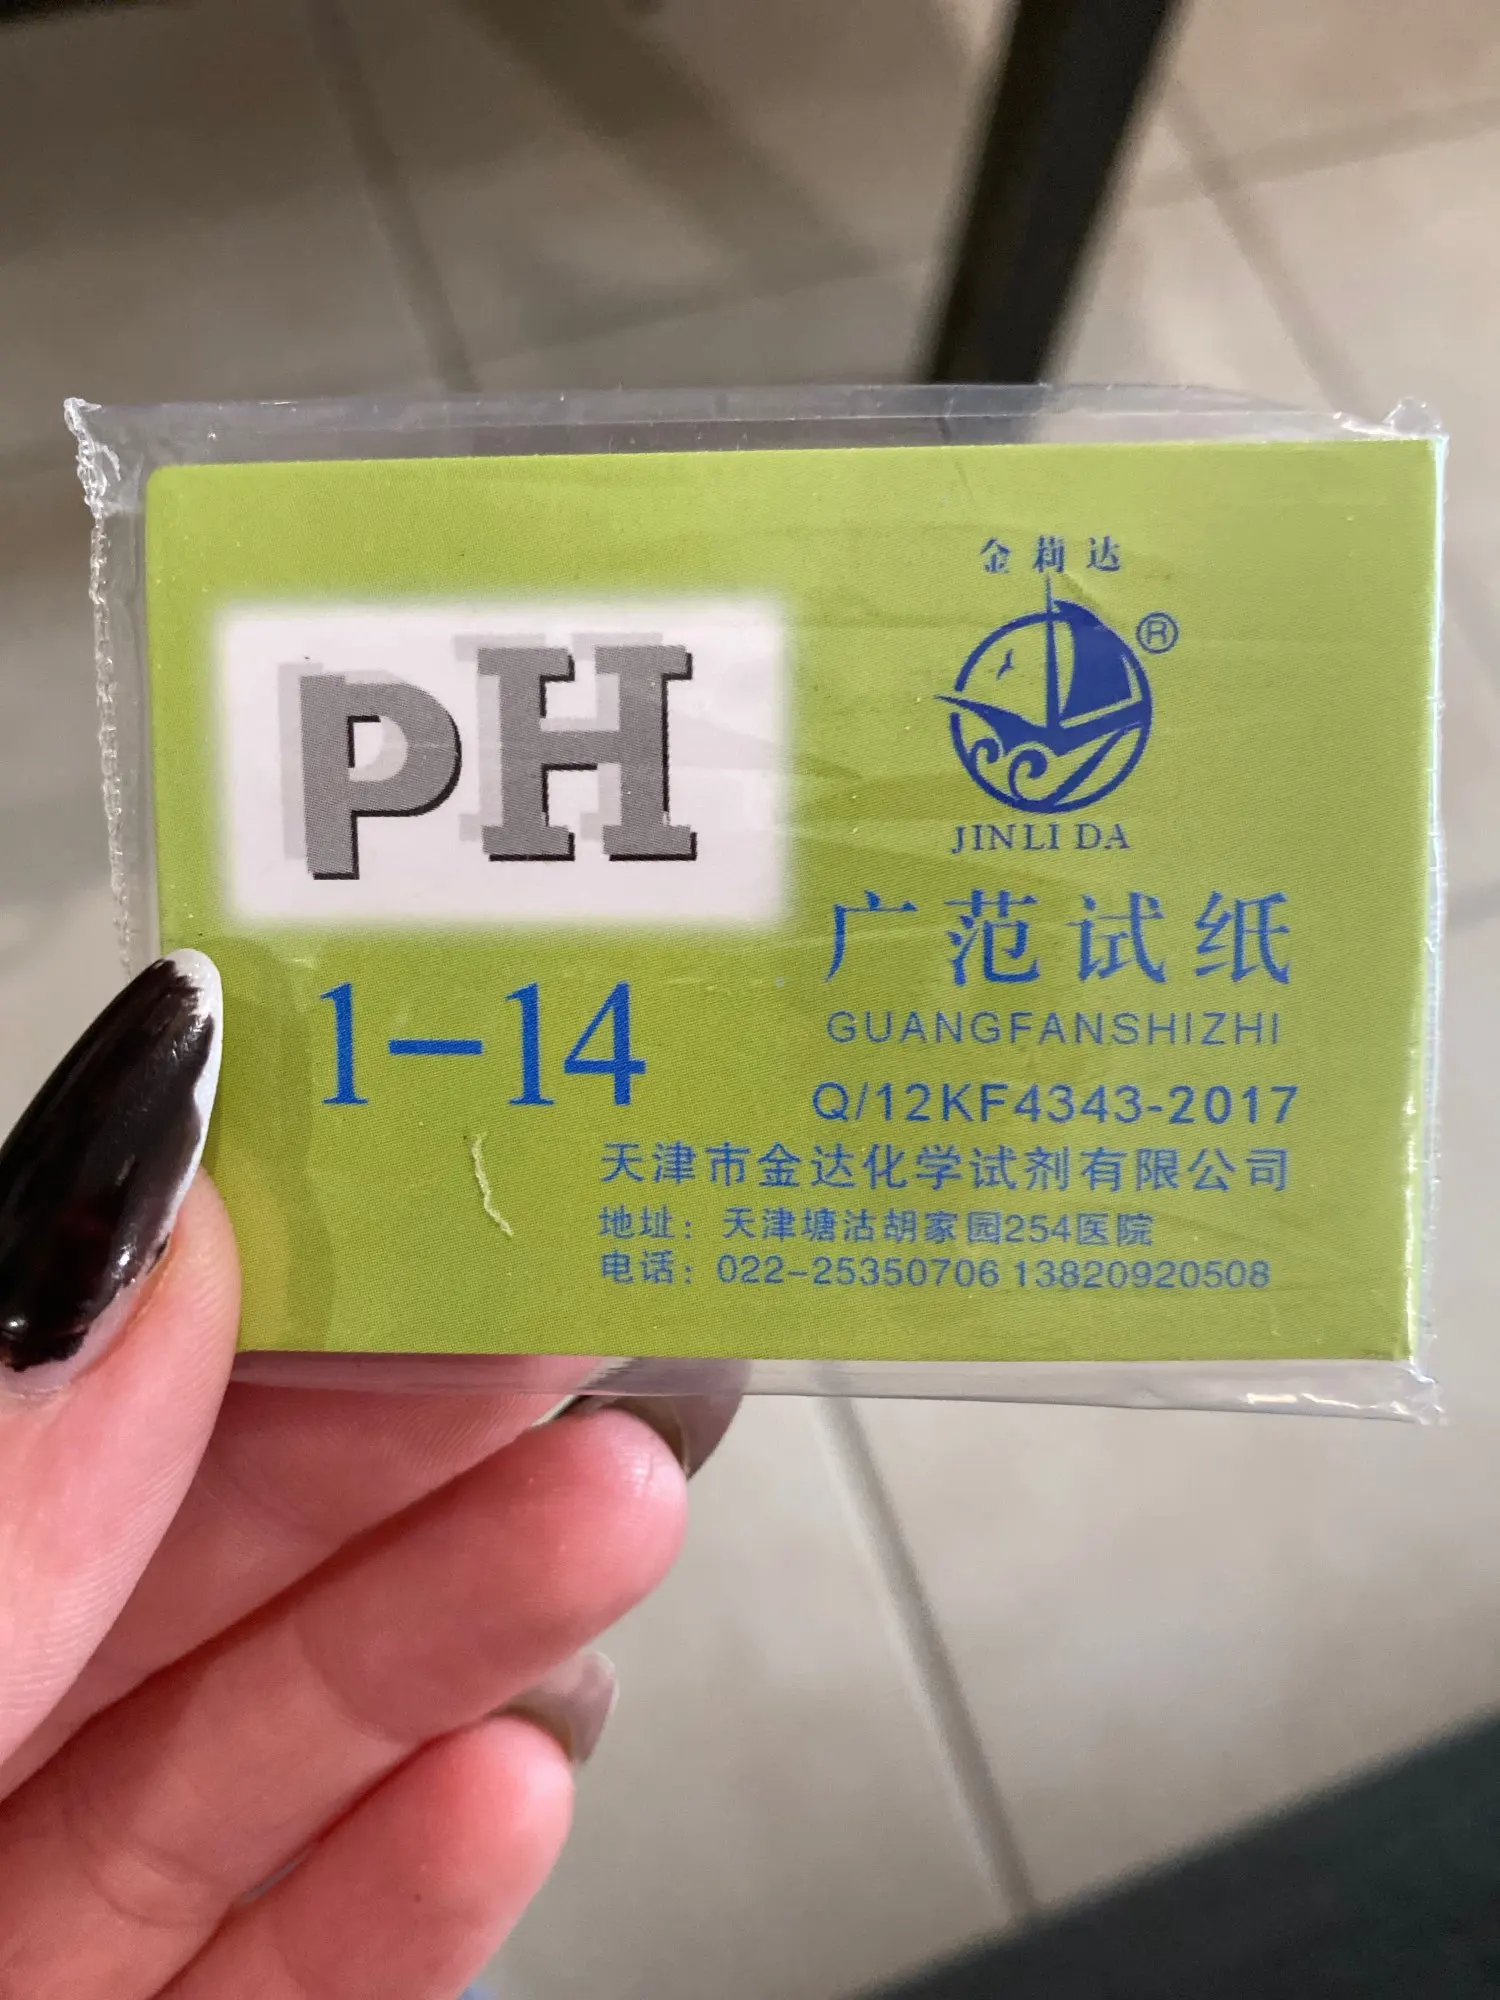 pH
1-14
金莉达
®
JINLI DA
广范试纸
GUANGFANSHIZHI
Q/12KF4343-2017
天津市金达化学试剂有限公司
地址：天津塘沽胡家园254医院
电话：022-25350706 13820920508